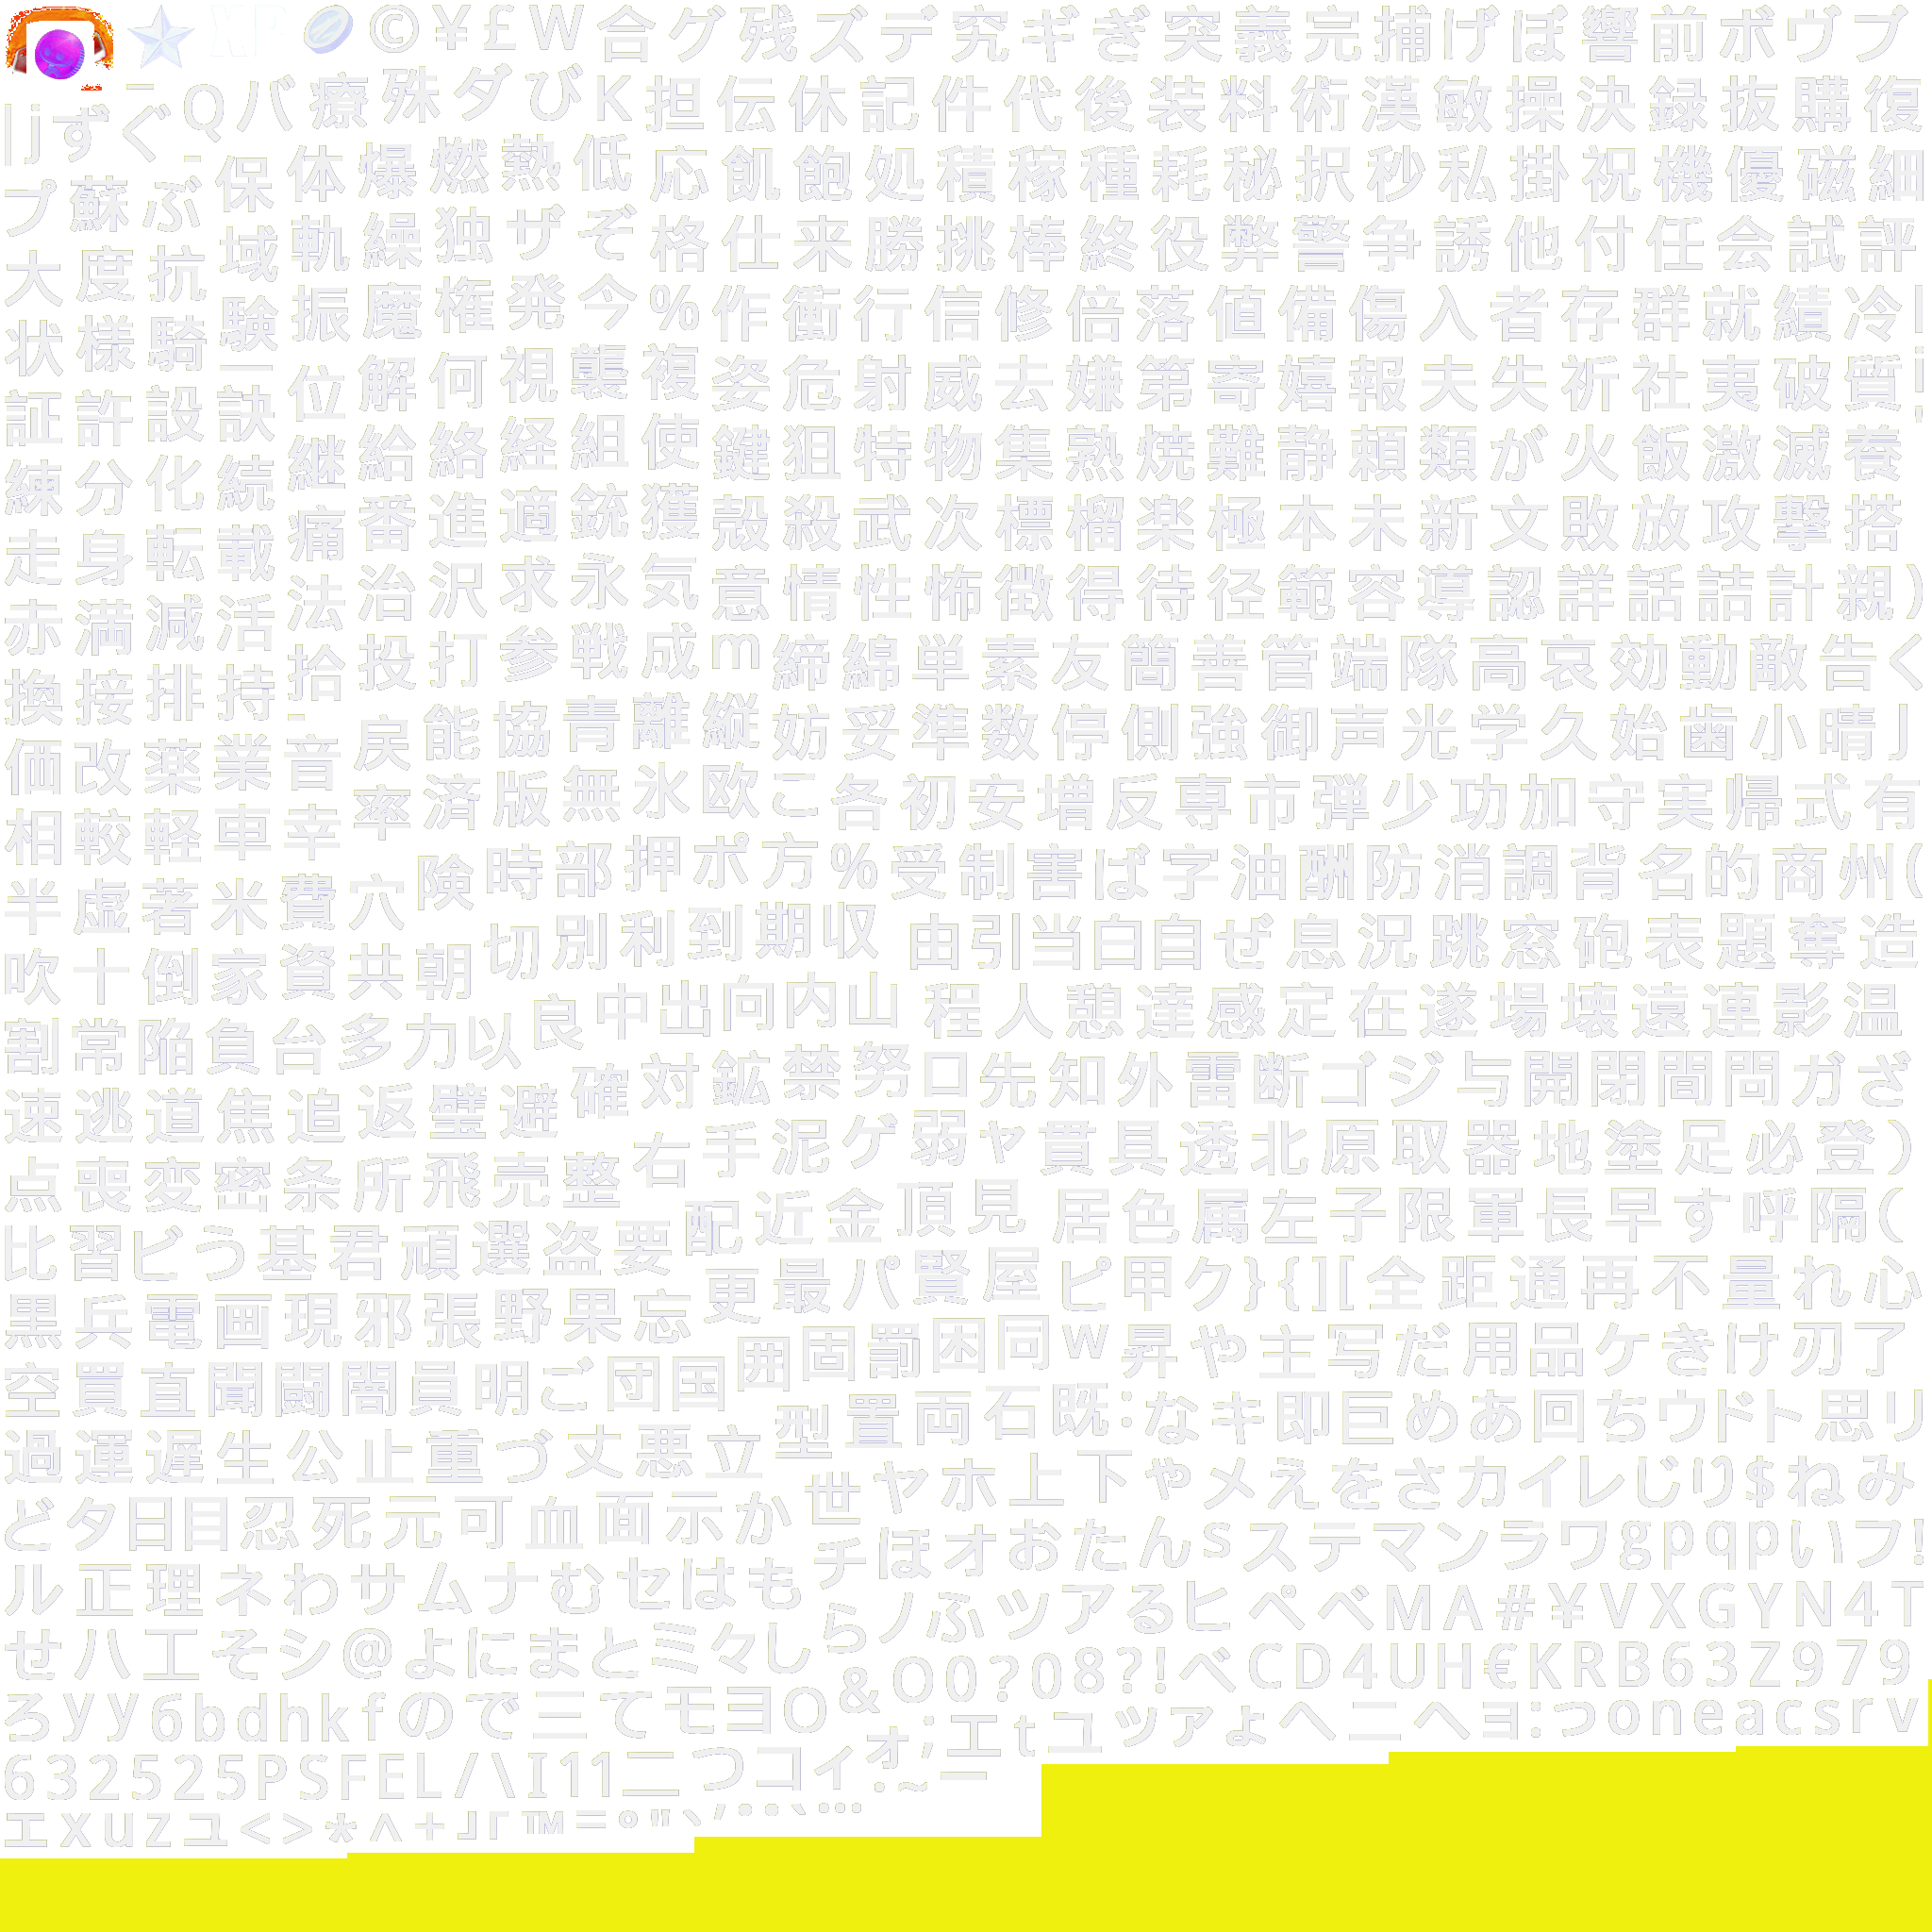 XP©¥£W合グ残ズデ究ギぎ突義完捕げぼ響前ボヴブ
|jずぐQバ療殊ダびK担伝休記件代後装料術漢敏操決録抜購復
プ蘇ぶ保体爆燃熱低応飢飽処積稼種耗秘択秒私掛祝機優磁細
大度抗域軌繰独ザぞ格仕来勝挑棒終役弊警争誘他付任会試評
状様騎験振魔権発今%作衝行信修倍落値備傷入者存群就績冷
証許設訣位解何視襲複姿危射威去嫌第寄嬉報夫失祈社夷破質
練分化続継給絡経組使鍵狙特物集熟焼難静頼類が火飯激滅養
走身転載痛番進適銃獲殻殺武次標榴楽極本未新文敗放攻撃搭
赤満減活法治沢求永気意情性怖徴得待径範容導認詳話詰計親)
換接排持拾投打参戦成m締綿単素友簡善管端隊高哀効動敵告く
価改薬業音戻能協青離縦妨妥準数停側強御声光学久始歯小晴J
相較軽車幸率済版無氷欧こ各初安増反専市弾少功加守実帰式有
半虚著米費穴険時部押ポ方%受制害ば字油酬防消調背名的商州(
吹十倒家資共朝切別利到期収由引当白自ぜ息況跳窓砲表題奪造
割常陥負台多力以良中出向内山程人憩達感定在遂場壊遠連影温
速逃道焦追返壁避確対鉱禁努口先知外雷断ゴジ与開閉間問ガざ
点喪変密条所飛売整右手泥ゲ弱ヤ貫具透北原取器地塗足必登)
比習ビう基君頑選盗要配近金頂見居色属左子限軍長早す呼隔(
黒兵電画現邪張野果忘更最パ賢屋ピ甲ク}{][全距通再不量れ心
空買直聞闘闇員明ご団国囲固罰困同w昇や土写だ用品ケきけ刃了
過運遅生公止重づ丈悪立型置両石既:なキ即巨めあ回ちウドト思リ
どタ日目忍死元可血面示か世ャホ上下ゃメえをさカイレじり$ねみ
ル正理ネわサムナむセはもチほオおたんsステマンラワgpqpいフ!
せハエそシ@よにまとミ々しらノふツアるヒペべMA#¥VXGYN4T
ろyy6bdhkfので三てモヨO&O0?08?!ベCD4UH€KRB63Z979
632525PSFEL/\I11二つコィォ;エtユッァょへニヘョ:っoneacsrv
ェxuzュ<>*^+」「™=°"、'・。、…~ー